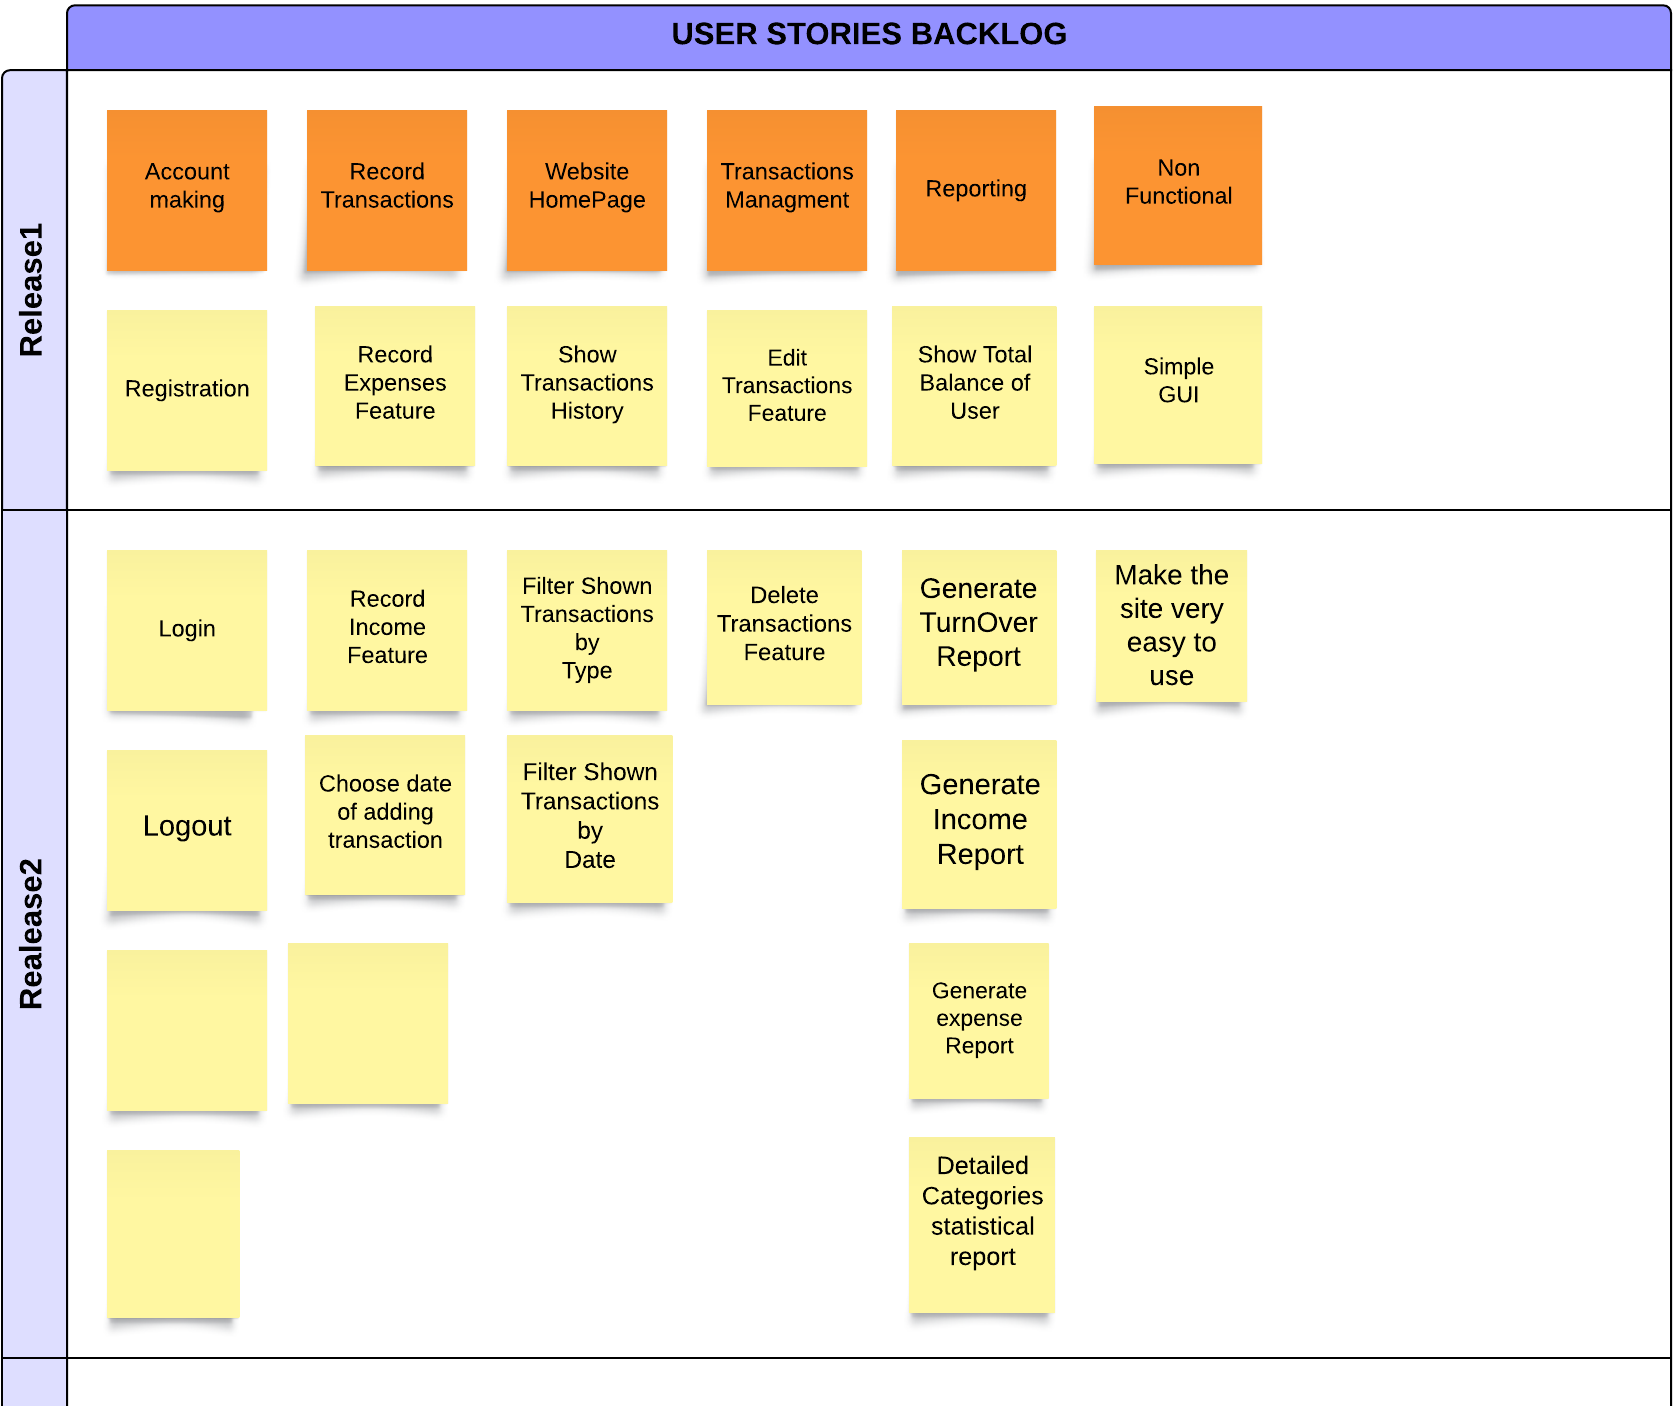 USER STORIES BACKLOG
Release1
Account
making
Record
Transactions
Website
HomePage
Transactions
Managment
Reporting
Non
Functional
Registration
Record
Expenses
Feature
Show
Transactions
History
Edit
Transactions
Feature
Show Total
Balance of
User
Simple
GUI
Realease2
Login
Record
Income
Feature
Filter Shown
Transactions
by
Type
Delete
Transactions
Feature
Generate
TurnOver
Report
Make the
site very
easy to
use
Logout
Choose date
of adding
transaction
Filter Shown
Transactions
by
Date
Generate
Income
Report
Generate
expense
Report
Detailed
Categories
statistical
report